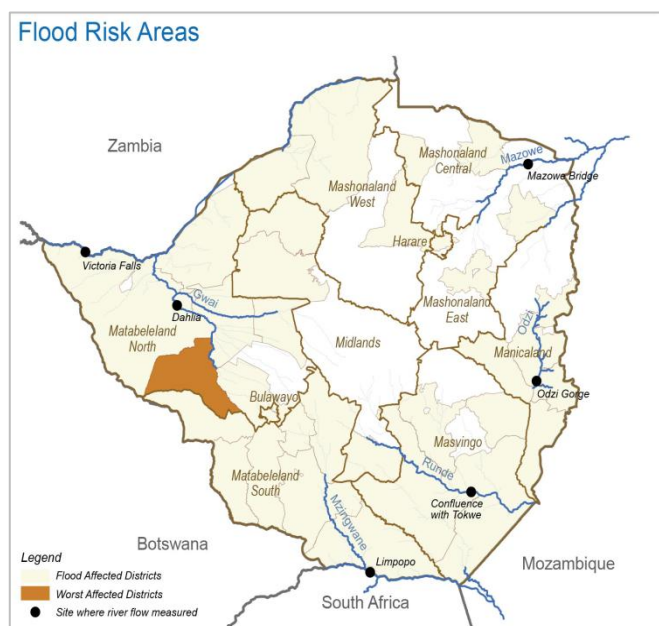 Flood Risk Areas
Zambia
Mashonaland
Central
Mazowe
Mazowe Bridge
Mashonaland
West
Harare
Victoria Falls
Gwai
Dahlia
Mashonaland
East
Odzi
Matabeleland
North
Midlands
Manicaland
Odzi Gorge
Bulawayo
Masvingo
Runde
Matabeleland
South
Mzingwane
Confluence
with Tokwe
Botswana
Limpopo
Mozambique
South Africa
Legend
Flood Affected Districts
Worst Affected Districts
Site where river flow measured